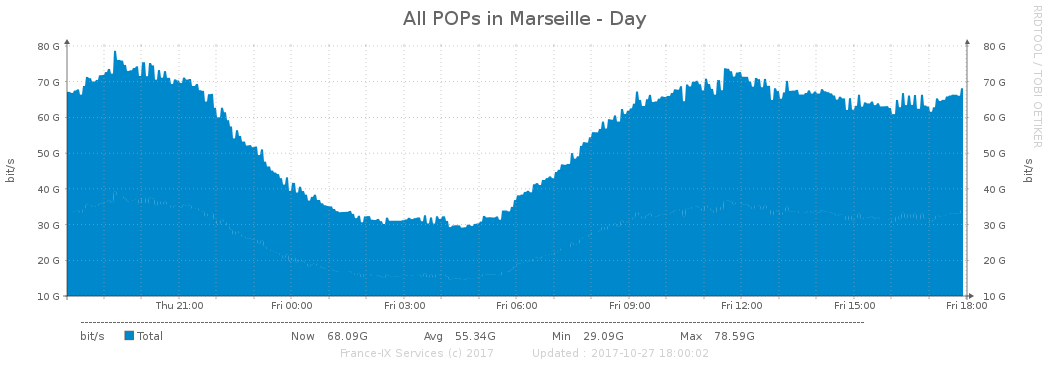 All POPs in Marseille - Day
RRDTOOL / TOBI OETIKER
80 G 80 G
70 G 70 G
60 G 60 G
50 G 50 G
40 G 40 G
30 G 30 G
20 G 20 G
10 G 10 G
bit/s
bit/s
Thu 21:00 Fri 00:00 Fri 03:00 Fri 06:00 Fri 09:00 Fri 12:00 Fri 15:00 Fri 18:00
bit/s Total Now 68.09G Avg 55.34G Min 29.09G Max 78.59G
France-IX Services (c) 2017 Updated : 2017-10-27 18:00:02